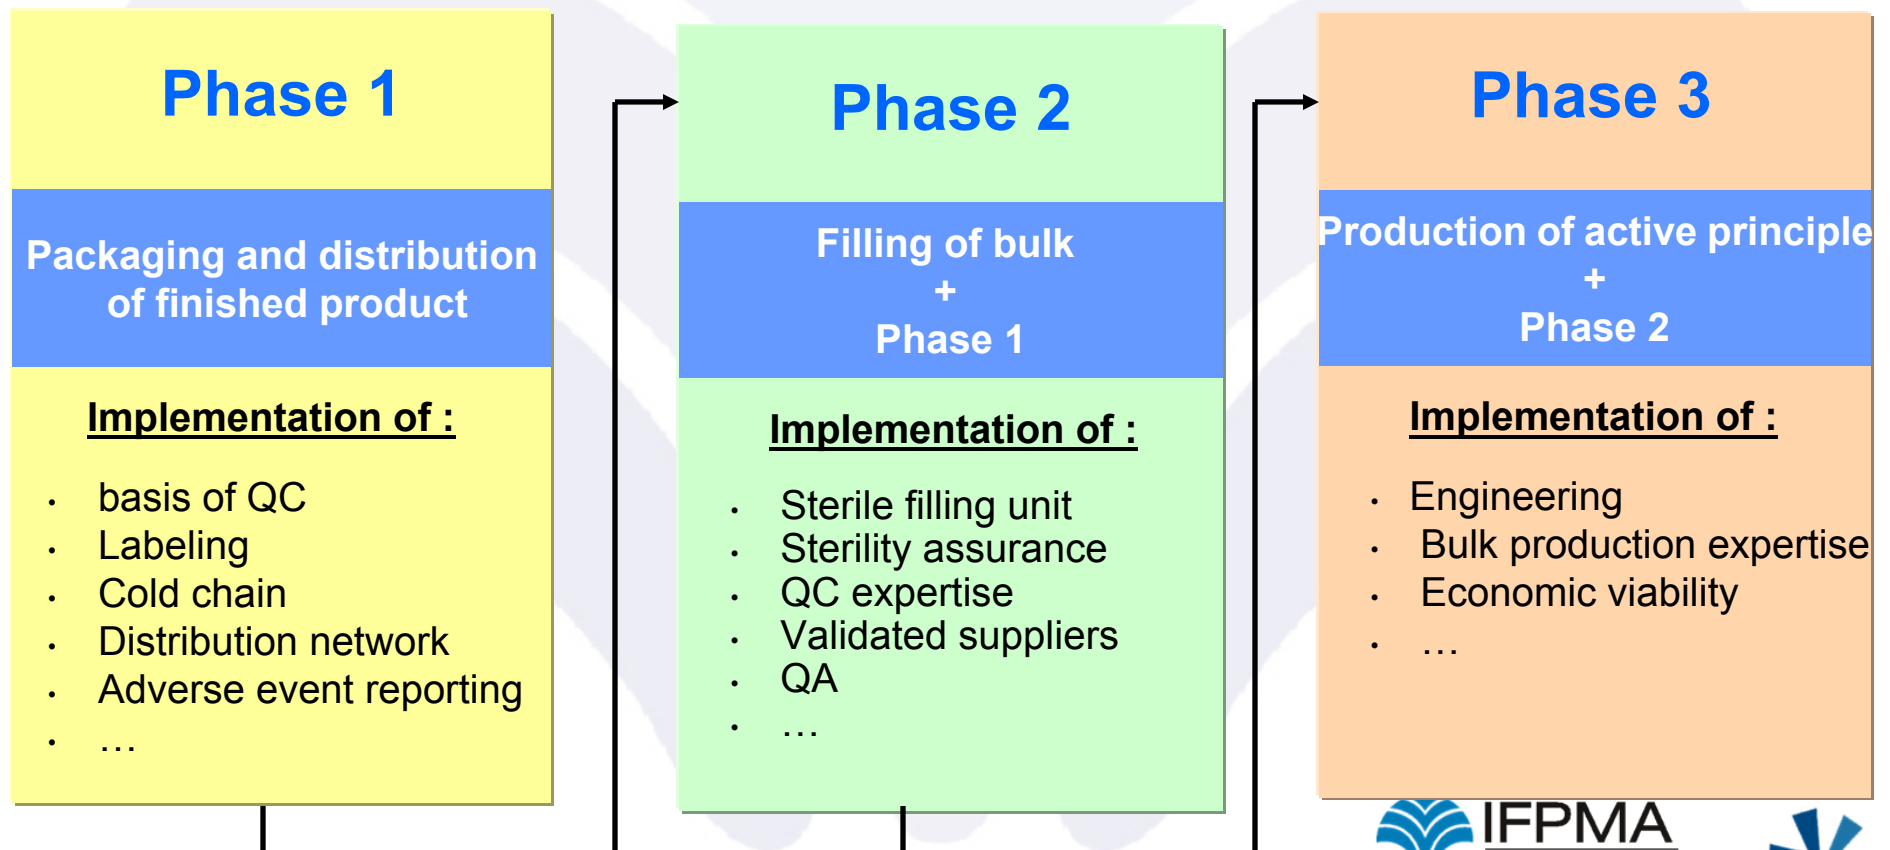 Phase 1
Packaging and distribution
of finished product
Implementation of :
· basis of QC
· Labeling
· Cold chain
· Distribution network
· Adverse event reporting
· …
Phase 2
Filling of bulk
+
Phase 1
Implementation of :
· Sterile filling unit
· Sterility assurance
· QC expertise
· Validated suppliers
· QA
· …
Phase 3
Production of active principle
+
Phase 2
Implementation of :
· Engineering
· Bulk production expertise
· Economic viability
· …
IFPMA